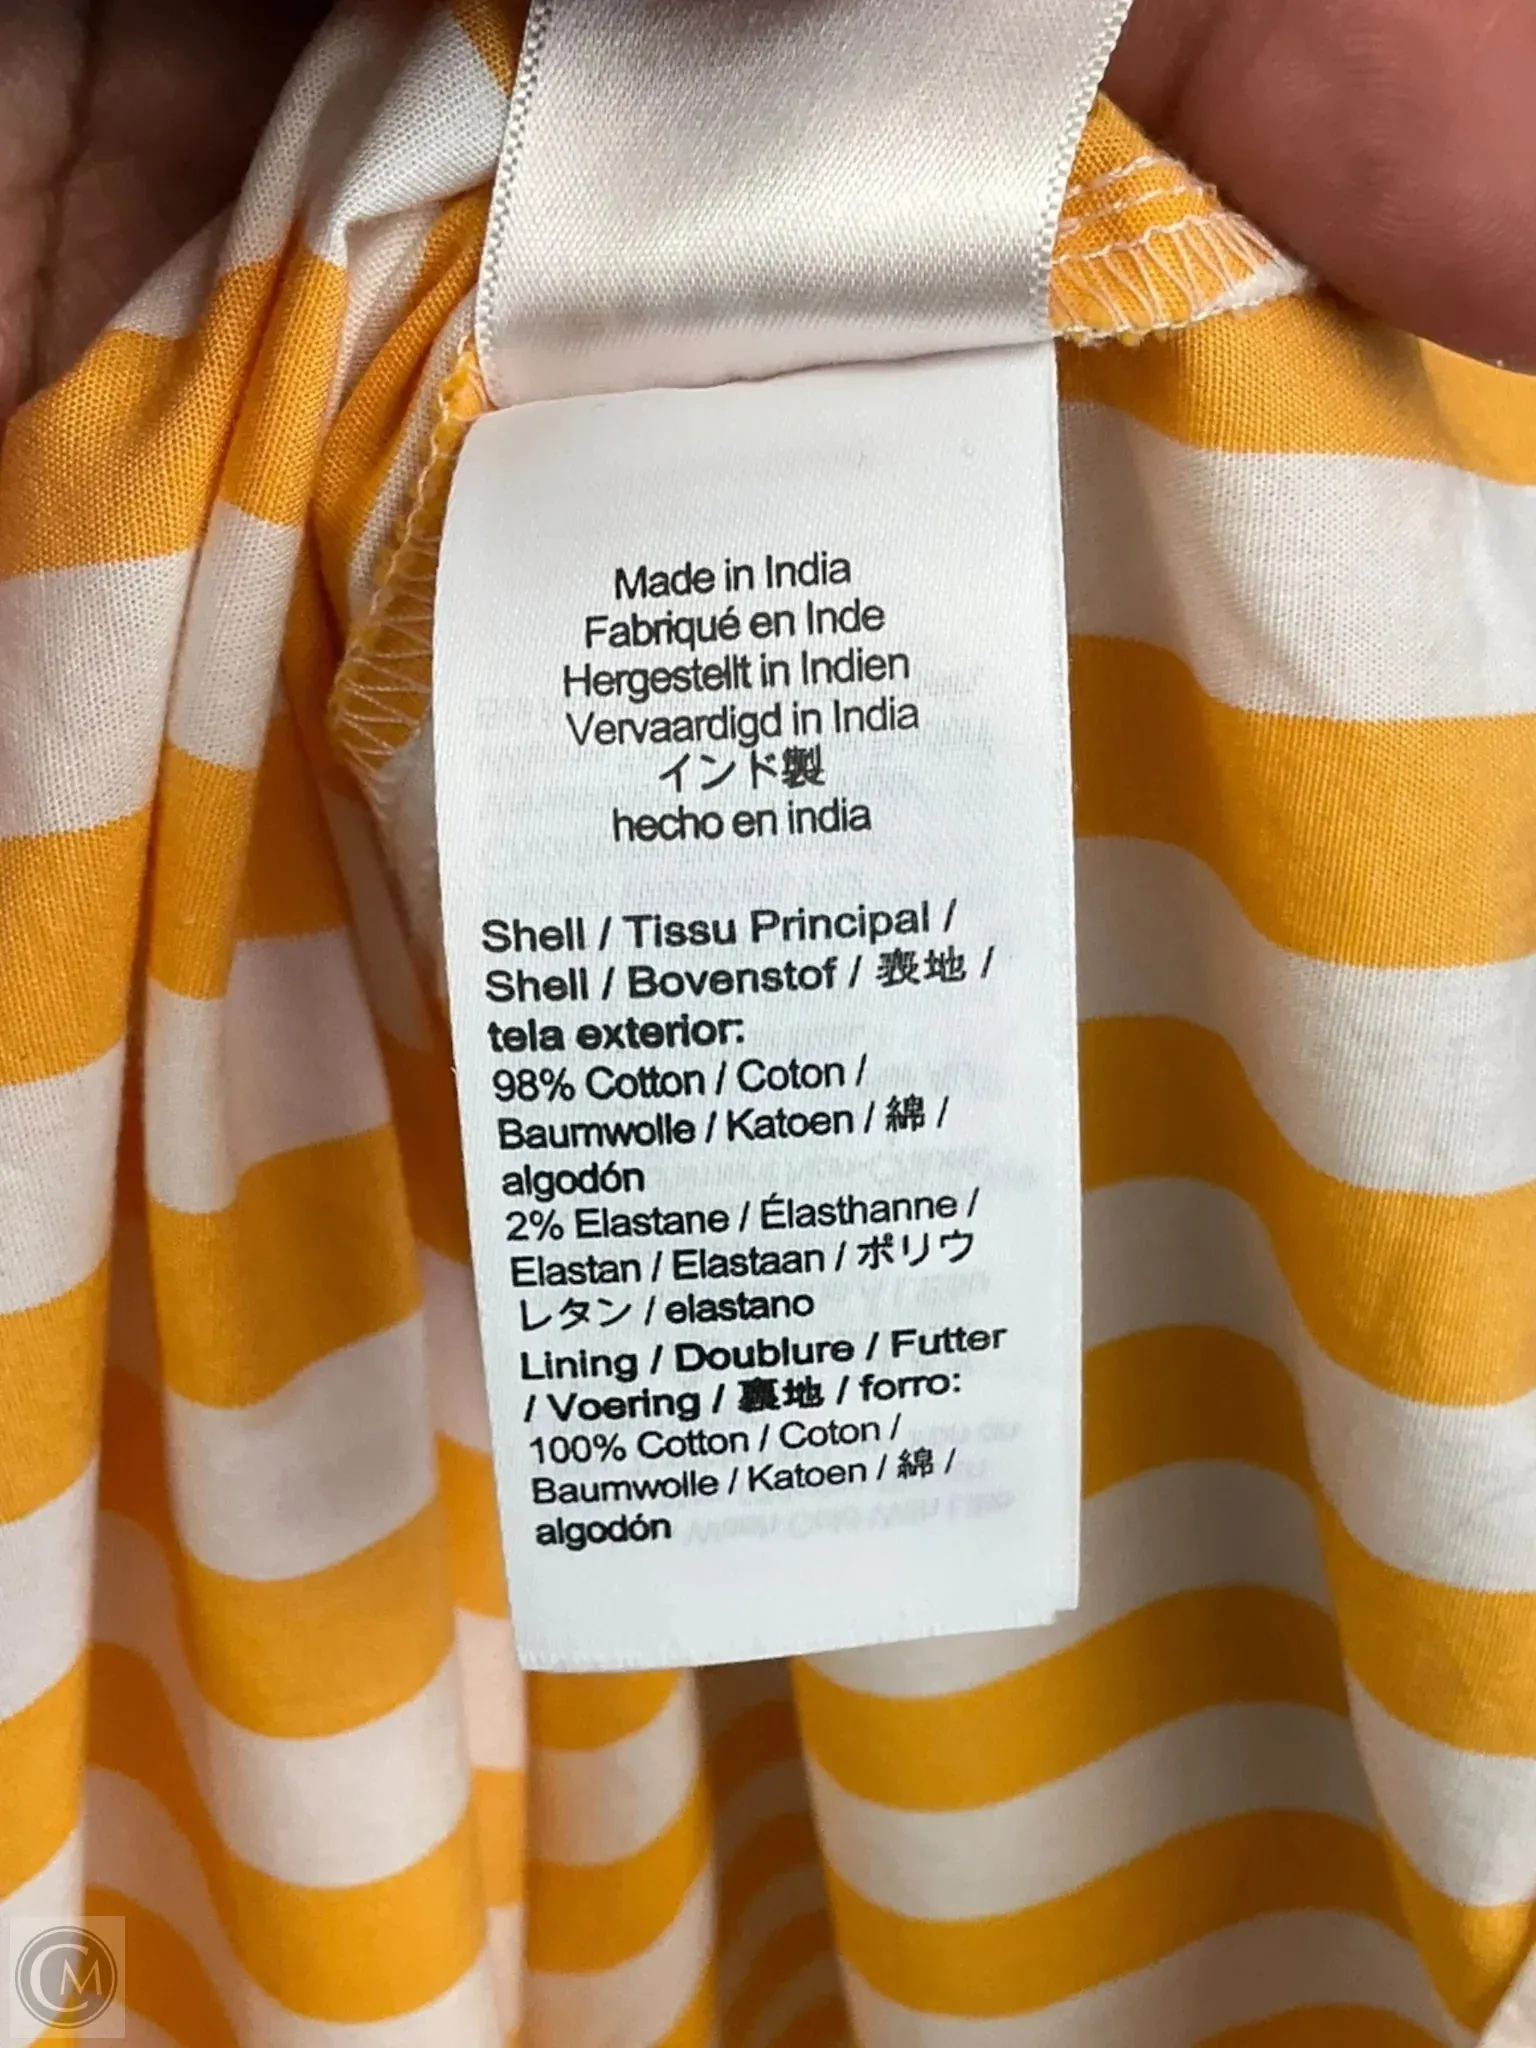 Made in India
Fabriqué en Inde
Hergestellt in Indien
Vervaardigd in India
インド製
hecho en india
Shell / Tissu Principal /
Shell / Bovenstof / 表地 /
tela exterior:
98% Cotton / Coton /
Baumwolle / Katoen / 綿 /
algodón
2% Elastane / Élasthanne /
Elastan / Elastaan / ポリウ
レタン / elastano
Lining / Doublure / Futter
/ Voering / 裏地 / forro:
100% Cotton / Coton /
Baumwolle / Katoen / 綿 /
algodón
CM